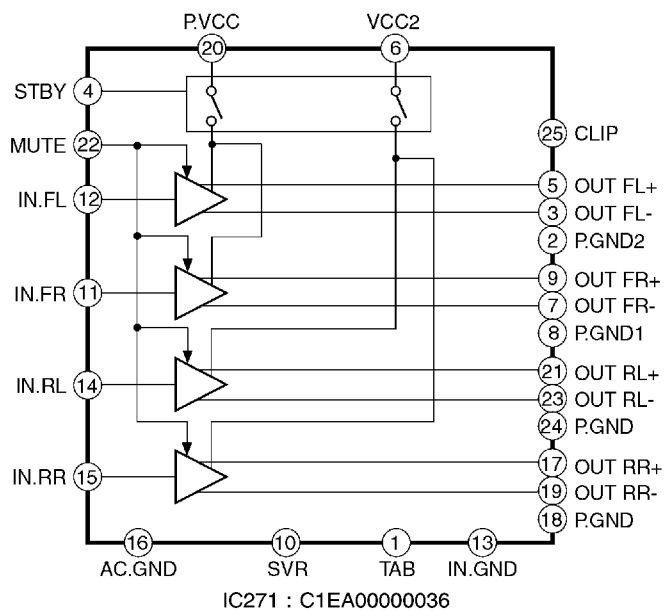 P.VCC VCC2
20 6
STBY 4
MUTE 22
25 CLIP
IN.FL 12
5 OUT FL+
3 OUT FL-
2 P.GND2
IN.FR 11
9 OUT FR+
7 OUT FR-
8 P.GND1
IN.RL 14
21 OUT RL+
23 OUT RL-
24 P.GND
IN.RR 15
17 OUT RR+
19 OUT RR-
18 P.GND
16 10 1 13
AC.GND SVR TAB IN.GND
IC271 : C1EA00000036